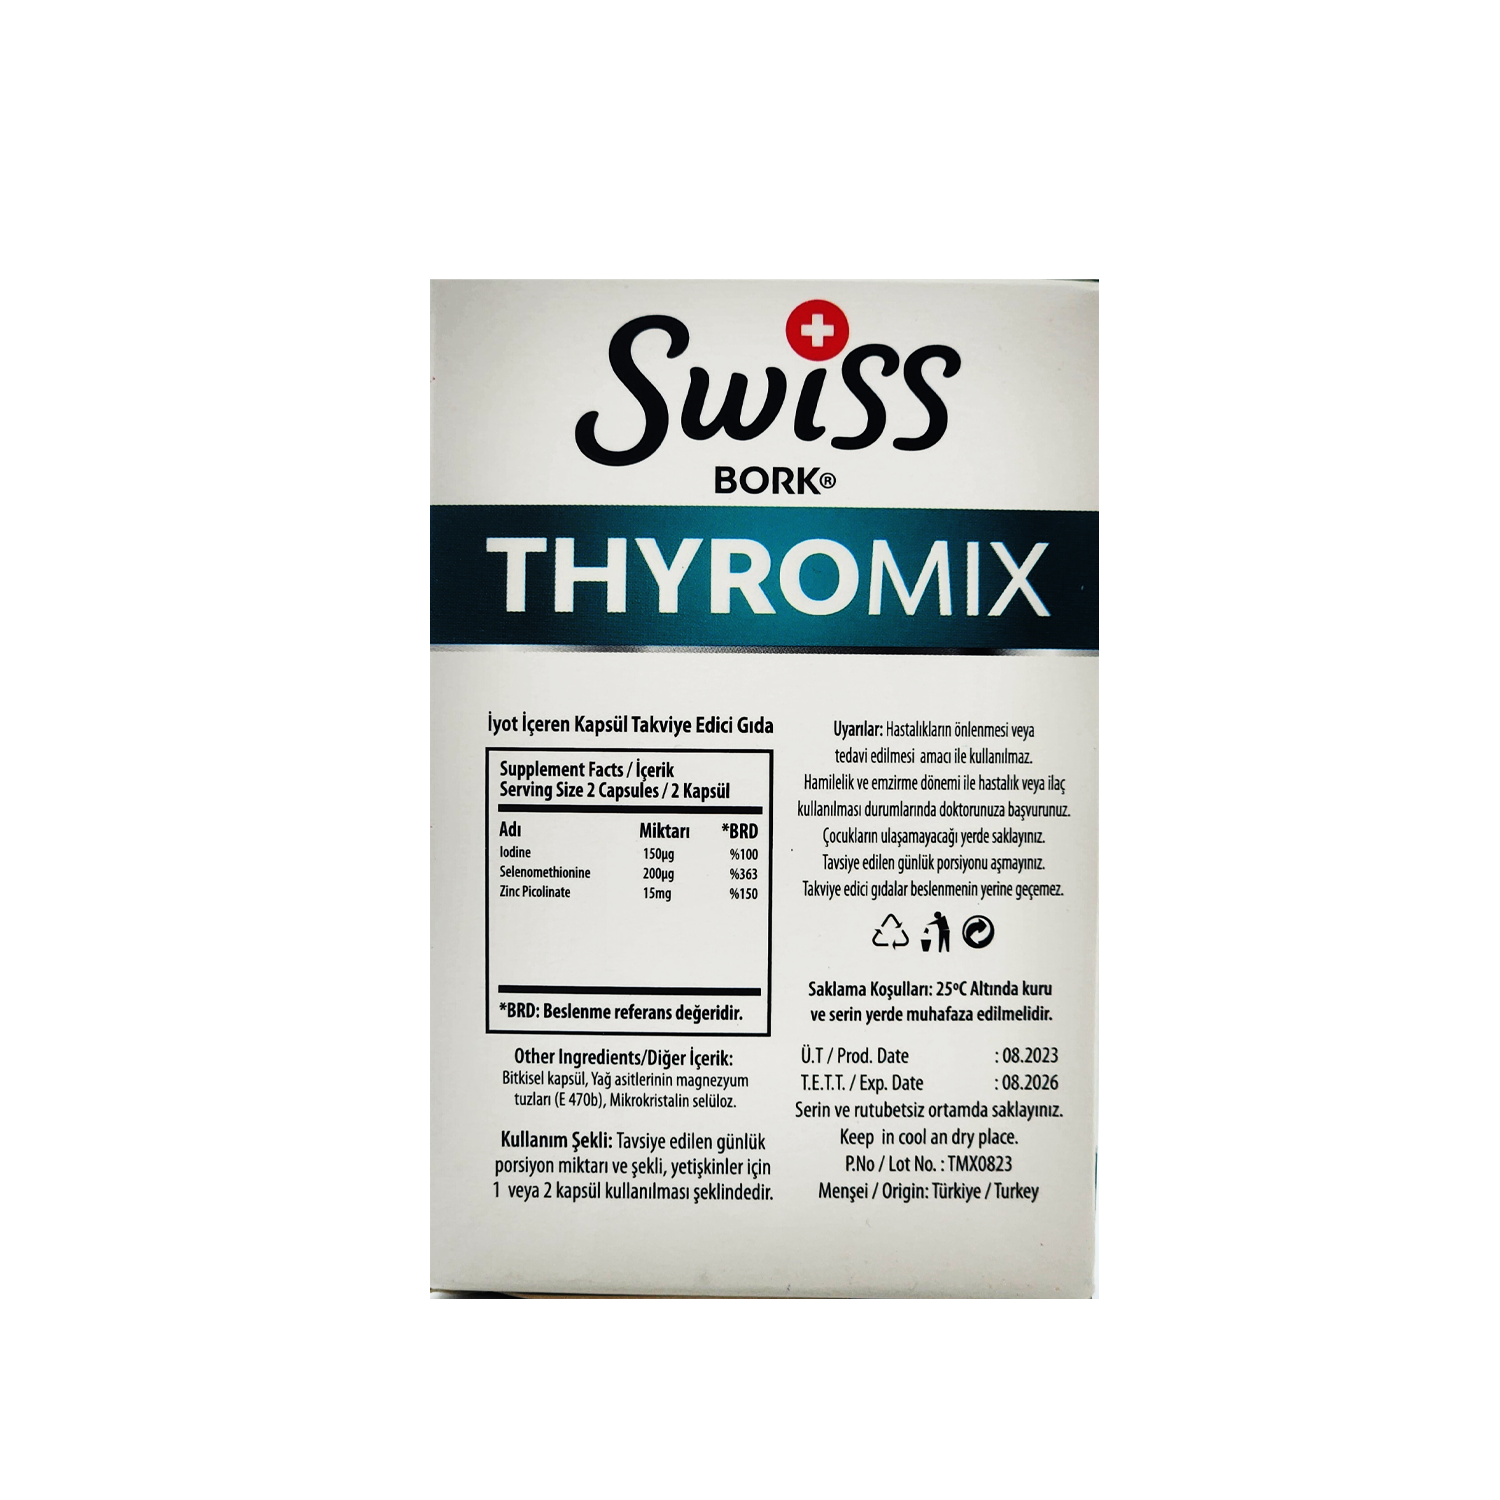 Swiss
BORK®
THYROMIX
İyot İçeren Kapsül Takviye Edici Gıda
Supplement Facts / İçerik
Serving Size 2 Capsules / 2 Kapsül
Adı Miktarı *BRD
Iodine 150µg %100
Selenomethionine 200µg %363
Zinc Picolinate 15mg %150
*BRD: Beslenme referans değeridir.
Other Ingredients/Diğer İçerik:
Bitkisel kapsül, Yağ asitlerinin magnezyum
tuzları (E 470b), Mikrokristalin selüloz.
Kullanım Şekli: Tavsiye edilen günlük
porsiyon miktarı ve şekli, yetişkinler için
1 veya 2 kapsül kullanılması şeklindedir.
Uyarılar: Hastalıkların önlenmesi veya
tedavi edilmesi amacı ile kullanılmaz.
Hamilelik ve emzirme dönemi ile hastalık veya ilaç
kullanılması durumlarında doktorunuza başvurunuz.
Çocukların ulaşamayacağı yerde saklayınız.
Tavsiye edilen günlük porsiyonu aşmayınız.
Takviye edici gıdalar beslenmenin yerine geçemez.
Saklama Koşulları: 25ºC Altında kuru
ve serin yerde muhafaza edilmelidir.
Ü.T / Prod. Date : 08.2023
T.E.T.T. / Exp. Date : 08.2026
Serin ve rutubetsiz ortamda saklayınız.
Keep in cool an dry place.
P.No / Lot No. : TMX0823
Menşei / Origin: Türkiye / Turkey